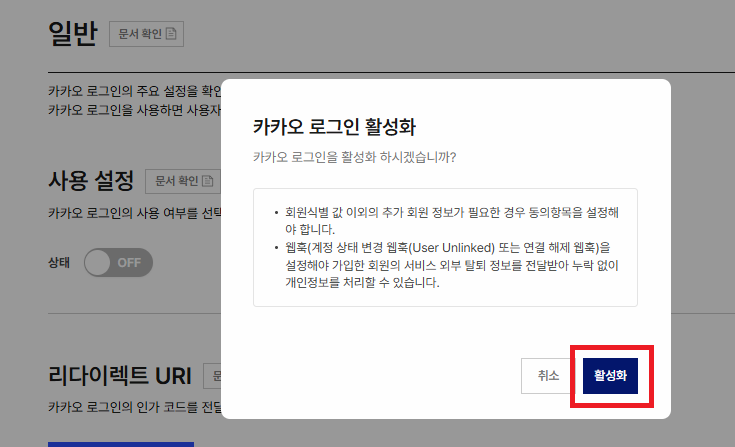 일반 문서 확인
카카오 로그인의 주요 설정을 확인
카카오 로그인을 사용하면 사용자
카카오 로그인 활성화
카카오 로그인을 활성화 하시겠습니까?
• 회원식별 값 이외의 추가 회원 정보가 필요한 경우 동의항목을 설정해
야 합니다.
• 웹훅(계정 상태 변경 웹훅(User Unlinked) 또는 연결 해제 웹훅)을
설정해야 가입한 회원의 서비스 외부 탈퇴 정보를 전달받아 누락 없이
개인정보를 처리할 수 있습니다.
취소 활성화
사용 설정 문서 확인
카카오 로그인의 사용 여부를 선택
상태 OFF
리다이렉트 URI 문
카카오 로그인의 인가 코드를 전달